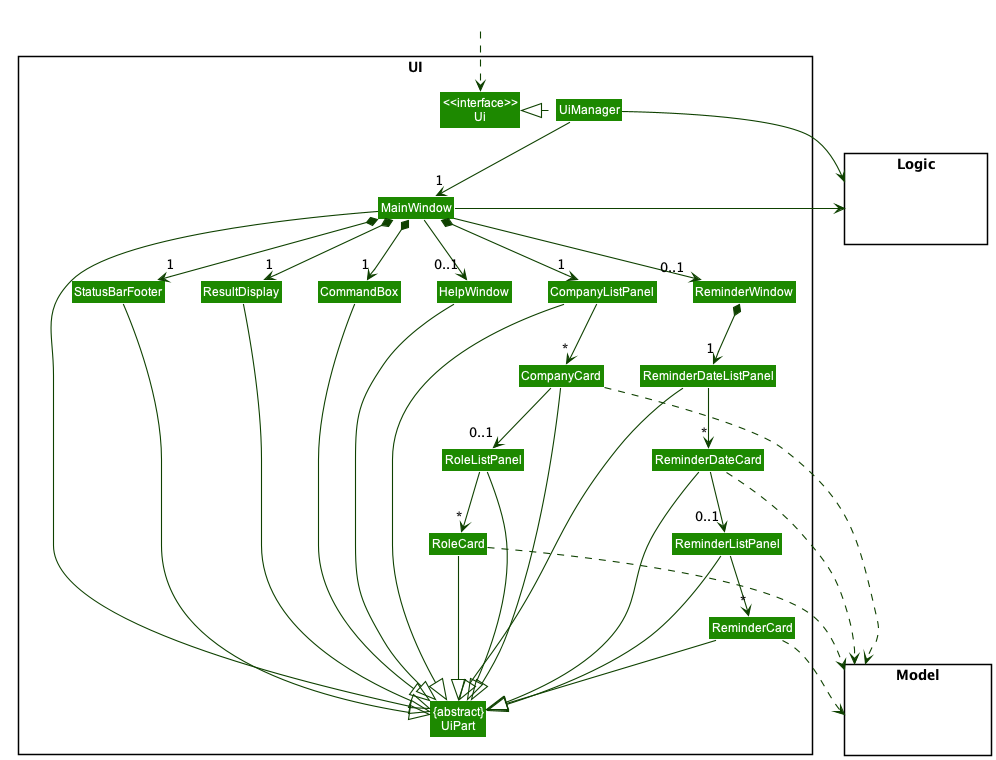 UI
<<interface>>
Ui
UiManager
Logic
1
MainWindow
1
1
1
0..1
1
0..1
StatusBarFooter
ResultDisplay
CommandBox
HelpWindow
CompanyListPanel
ReminderWindow
*
1
CompanyCard
ReminderDateListPanel
0..1
*
RoleListPanel
ReminderDateCard
*
0..1
RoleCard
ReminderListPanel
*
ReminderCard
Model
{abstract}
UiPart